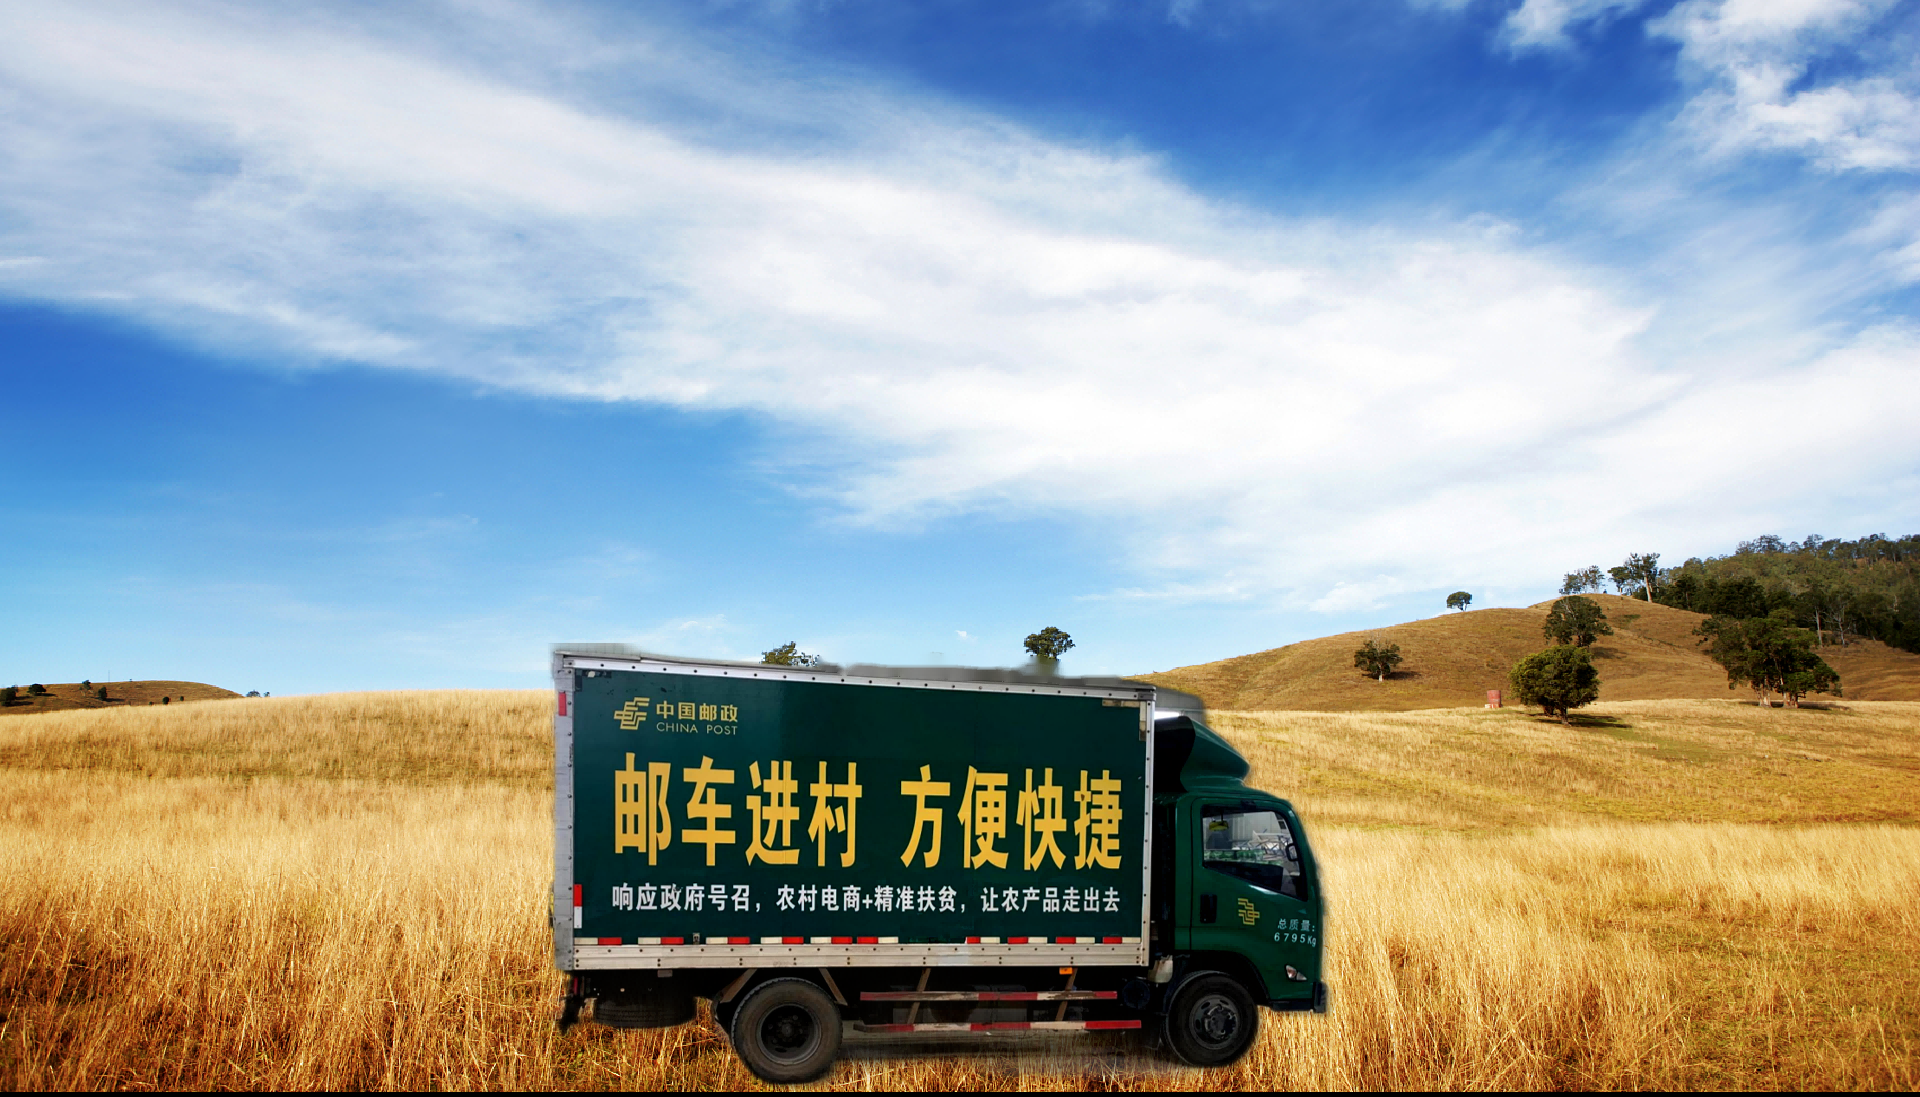 中国邮政
CHINA POST
邮车进村 方便快捷
响应政府号召，农村电商+精准扶贫，让农产品走出去
总质量：
6795Kg